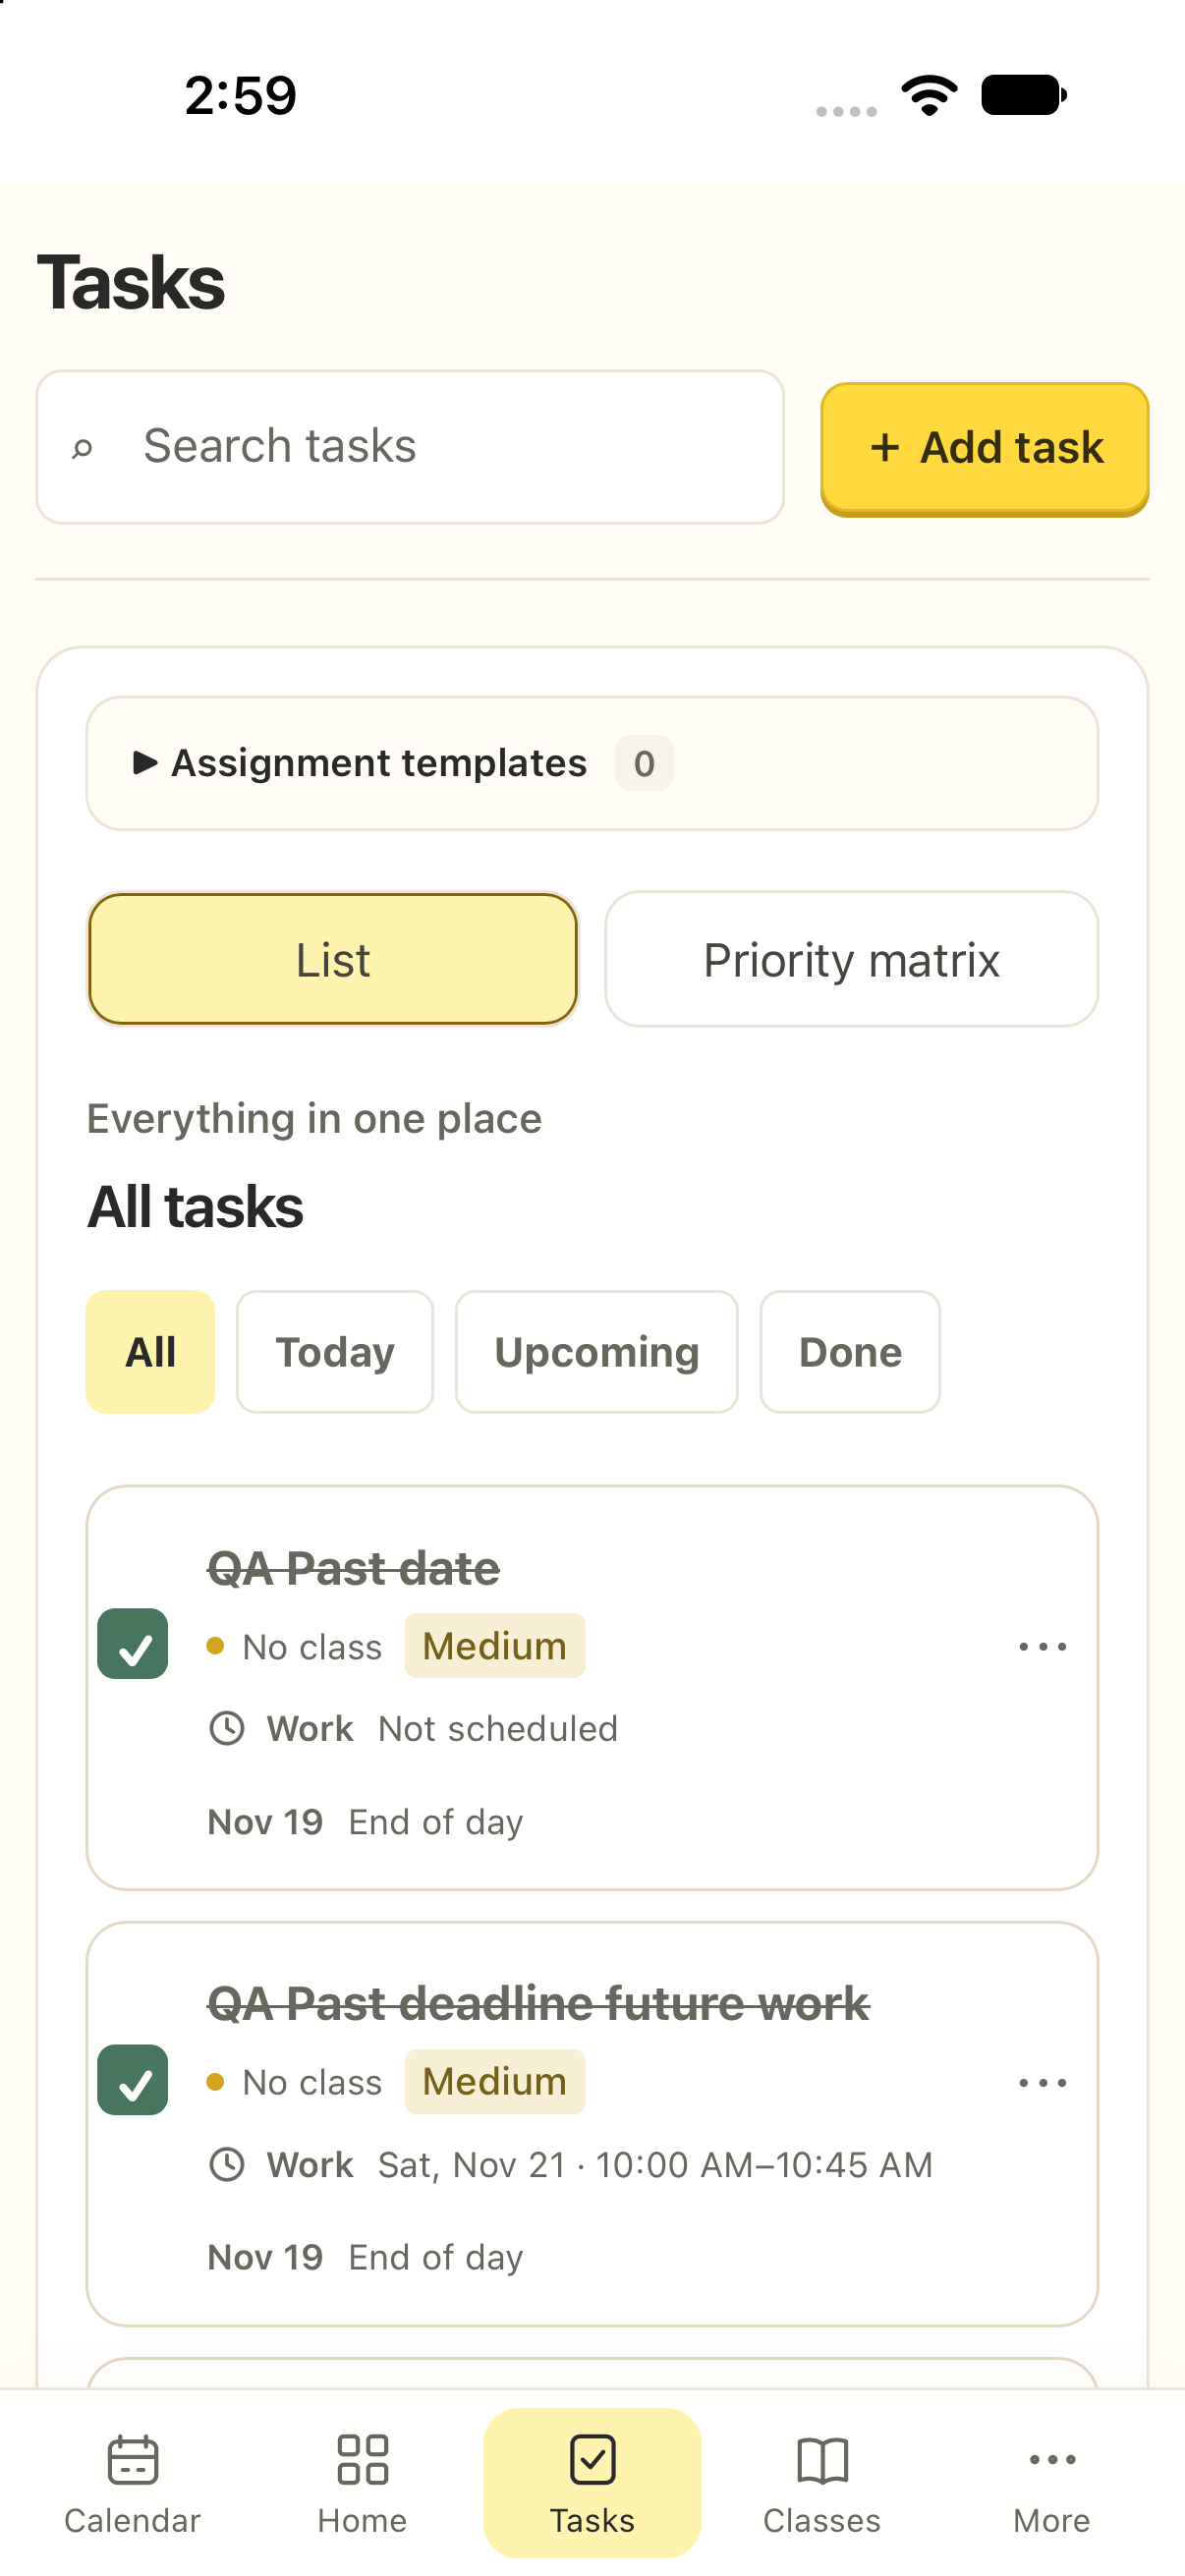 2:59
Tasks
Search tasks
+ Add task
Assignment templates 0
List
Priority matrix
Everything in one place
All tasks
All
Today
Upcoming
Done
QA Past date
No class Medium
Work Not scheduled
Nov 19 End of day
QA Past deadline future work
No class Medium
Work Sat, Nov 21 · 10:00 AM–10:45 AM
Nov 19 End of day
Calendar
Home
Tasks
Classes
More